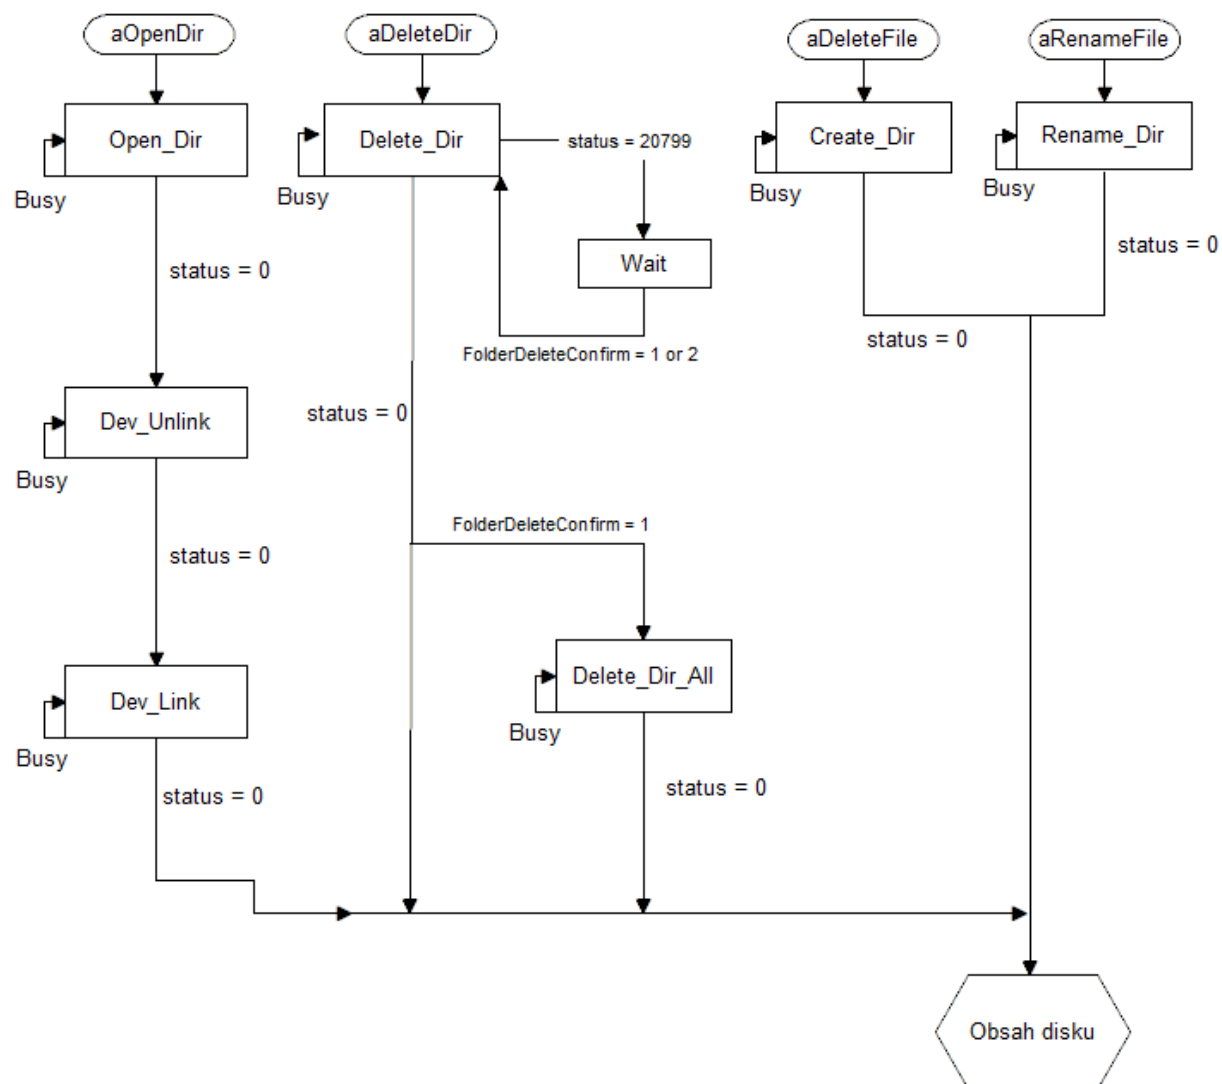 aOpenDir
aDeleteDir
aDeleteFile
aRenameFile
Open_Dir
Delete_Dir
status = 20799
Create_Dir
Rename_Dir
Busy
Busy
Busy
Busy
Wait
status = 0
status = 0
status = 0
FolderDeleteConfirm = 1 or 2
Dev_Unlink
status = 0
Busy
FolderDeleteConfirm = 1
status = 0
Delete_Dir_All
Dev_Link
Busy
Busy
status = 0
status = 0
Obsah disku